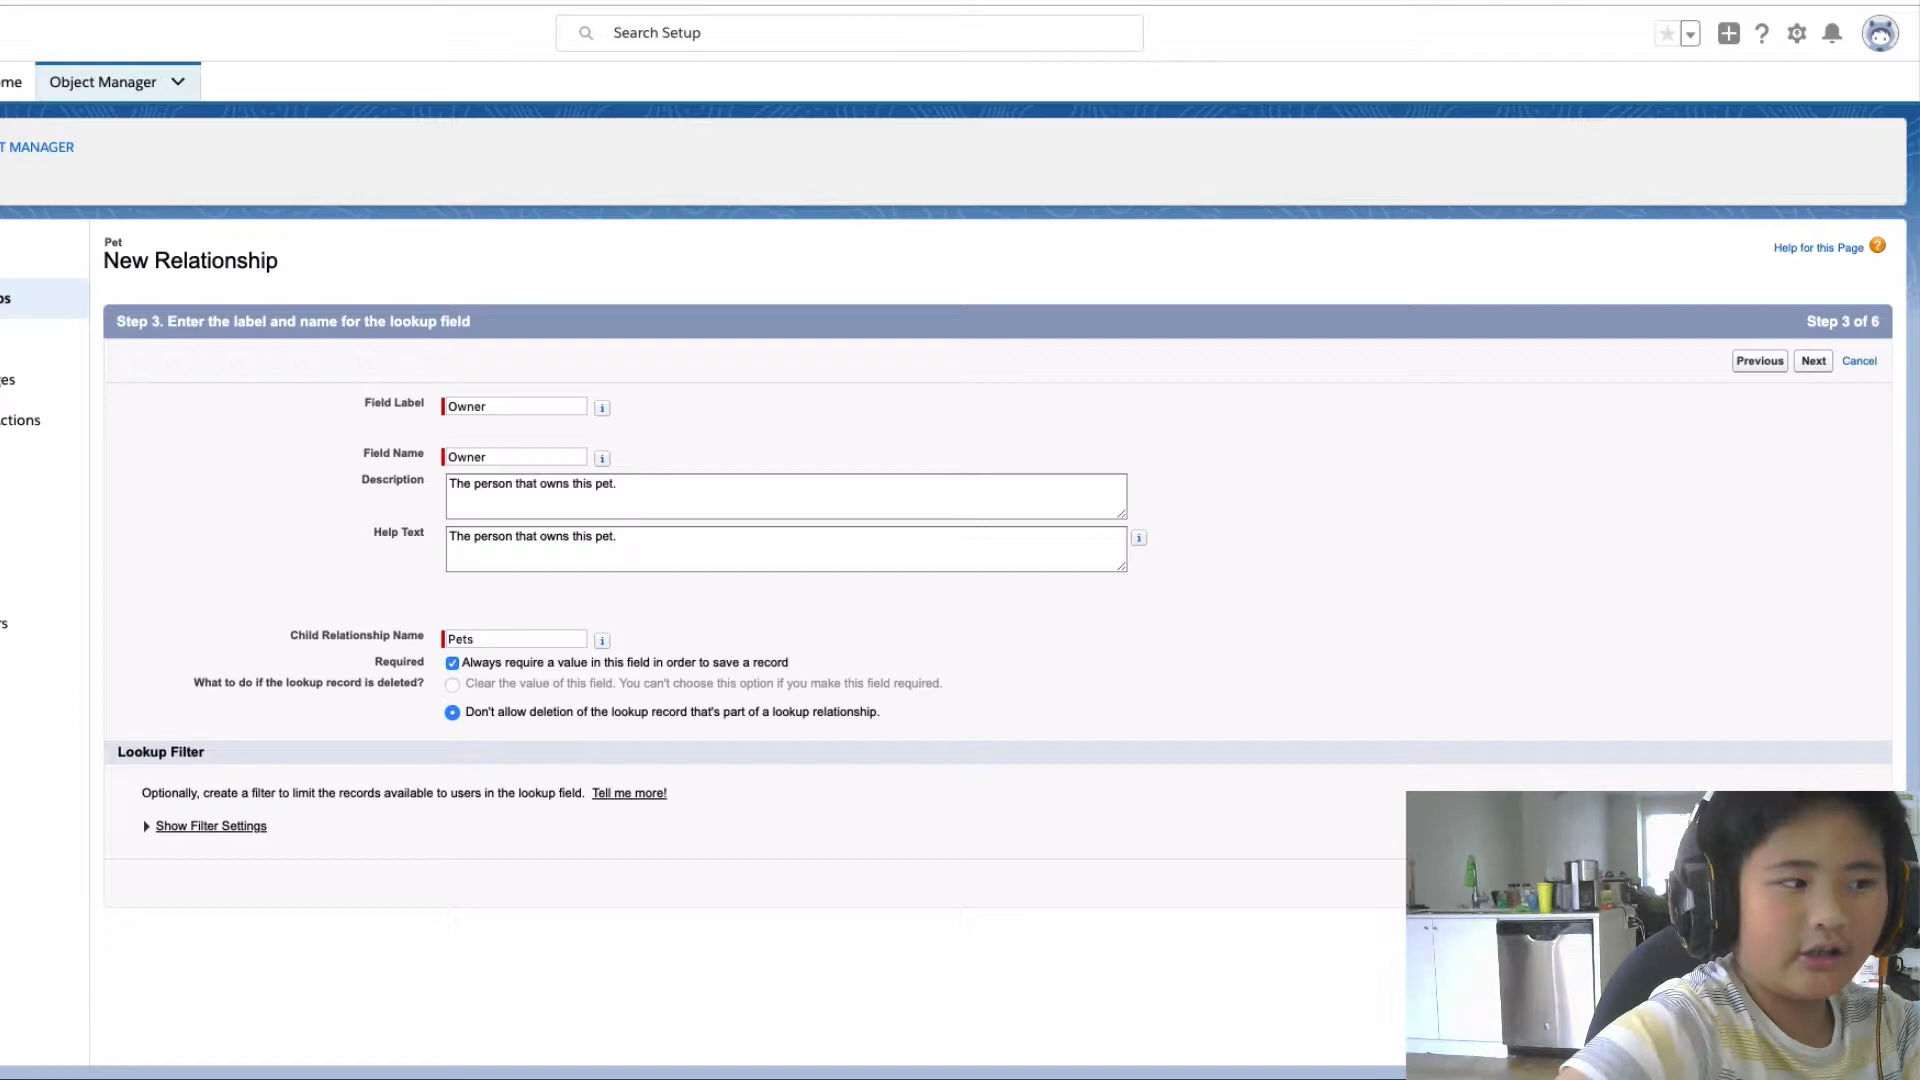 Search Setup
me
Object Manager
T MANAGER
Pet
New Relationship
Help for this Page
?
os
es
ctions
rs
Step 3. Enter the label and name for the lookup field
Step 3 of 6
Previous
Next
Cancel
Field Label
Owner
i
Field Name
Owner
i
Description
The person that owns this pet.
Help Text
The person that owns this pet.
i
Child Relationship Name
Pets
i
Required
Always require a value in this field in order to save a record
What to do if the lookup record is deleted?
Clear the value of this field. You can't choose this option if you make this field required.
Don't allow deletion of the lookup record that's part of a lookup relationship.
Lookup Filter
Optionally, create a filter to limit the records available to users in the lookup field. Tell me more!
Show Filter Settings